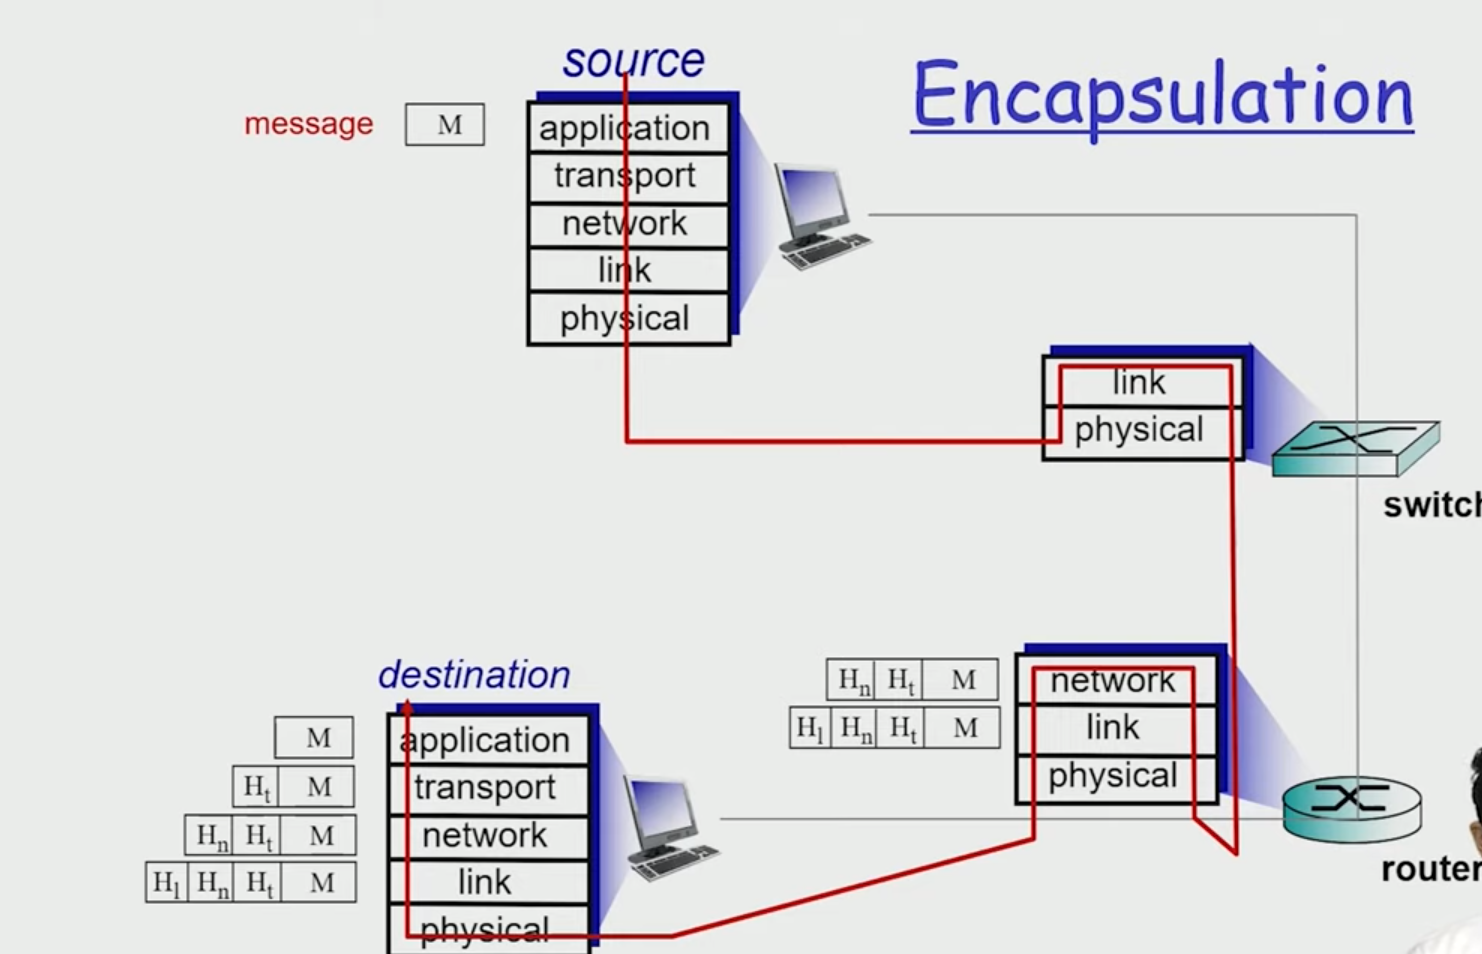 source
Encapsulation
message
M
application
transport
network
link
physical
link
physical
switch
destination
M
application
Ht M
transport
Hn Ht M
network
Hl Hn Ht M
link
physical
Hn Ht M
network
Hl Hn Ht M
link
physical
router